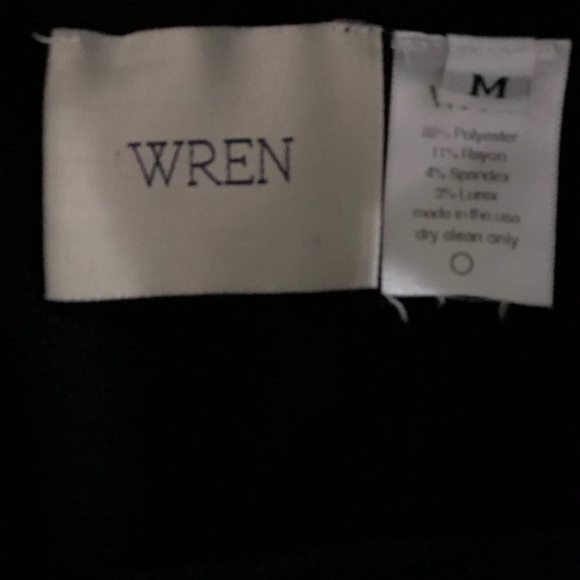 WREN
M
Polyester
11% Rayon
4% Spandex
3% Lurex
made in the usa
dry clean only